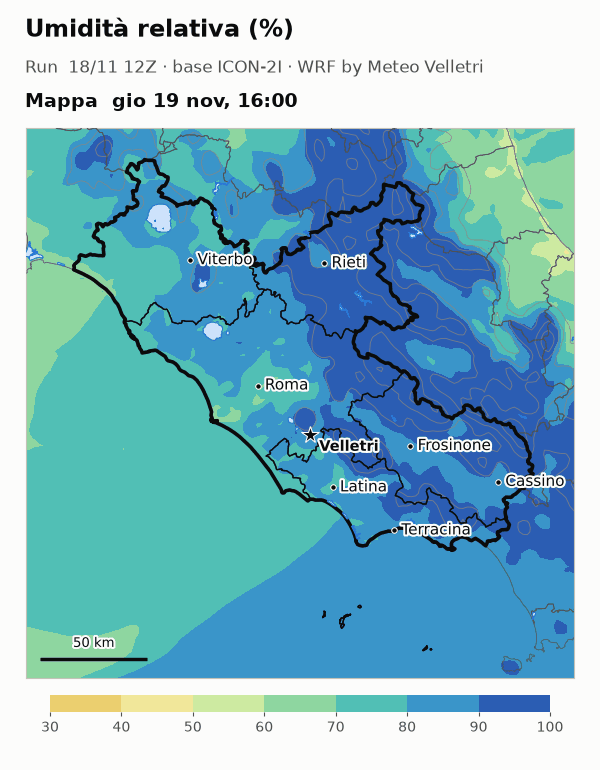 Umidità relativa (%)
Run  18/11 12Z · base ICON-2I · WRF by Meteo Velletri
Mappa  gio 19 nov, 16:00
Viterbo
Rieti
Roma
Velletri
Frosinone
Latina
Cassino
Terracina
50 km
30 40 50 60 70 80 90 100